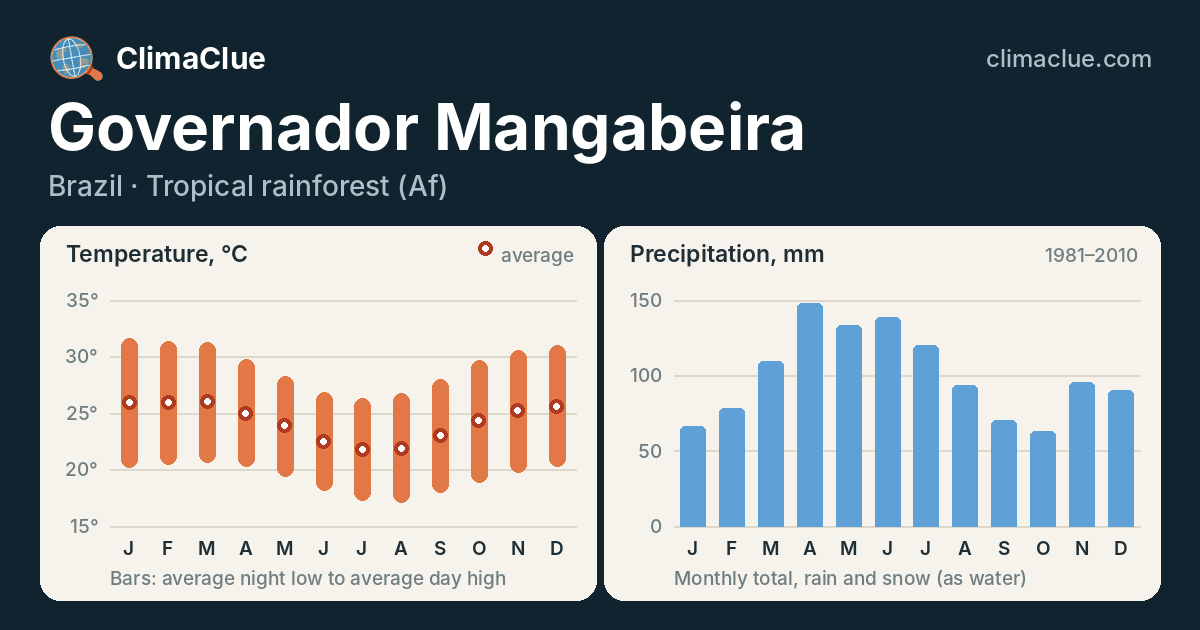 ClimaClue
climaclue.com
Governador Mangabeira
Brazil · Tropical rainforest (Af)
Temperature, °C
average
35°
30°
25°
20°
15°
J F M A M J J A S O N D
Bars: average night low to average day high
Precipitation, mm
1981–2010
150
100
50
0
J F M A M J J A S O N D
Monthly total, rain and snow (as water)